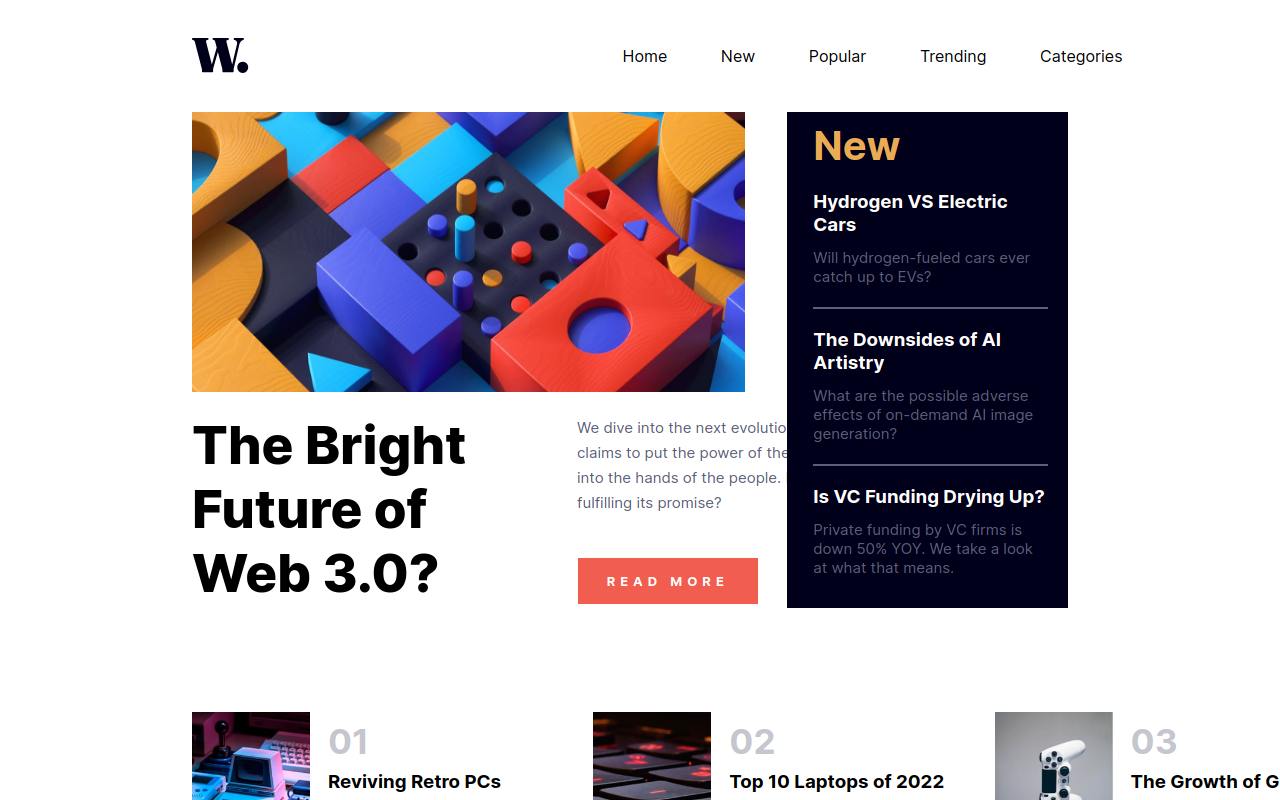 W.
Home New Popular Trending Categories
The Bright
Future of
Web 3.0?
We dive into the next evolutio
claims to put the power of the
into the hands of the people.
fulfilling its promise?
READ MORE
New
Hydrogen VS Electric
Cars
Will hydrogen-fueled cars ever
catch up to EVs?
The Downsides of AI
Artistry
What are the possible adverse
effects of on-demand AI image
generation?
Is VC Funding Drying Up?
Private funding by VC firms is
down 50% YOY. We take a look
at what that means.
01
Reviving Retro PCs
02
Top 10 Laptops of 2022
03
The Growth of G